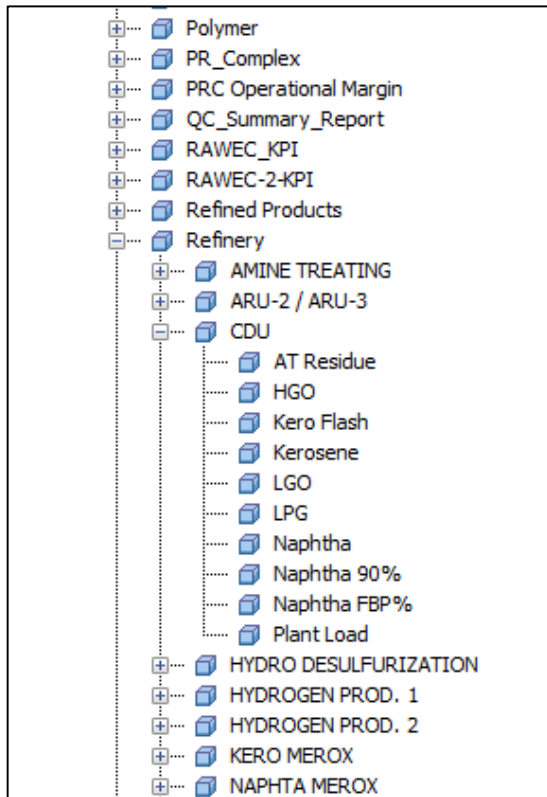 Polymer
PR_Complex
PRC Operational Margin
QC_Summary_Report
RAWEC_KPI
RAWEC-2-KPI
Refined Products
Refinery
AMINE TREATING
ARU-2 / ARU-3
CDU
AT Residue
HGO
Kero Flash
Kerosene
LGO
LPG
Naphtha
Naphtha 90%
Naphtha FBP%
Plant Load
HYDRO DESULFURIZATION
HYDROGEN PROD. 1
HYDROGEN PROD. 2
KERO MEROX
NAPHTA MEROX